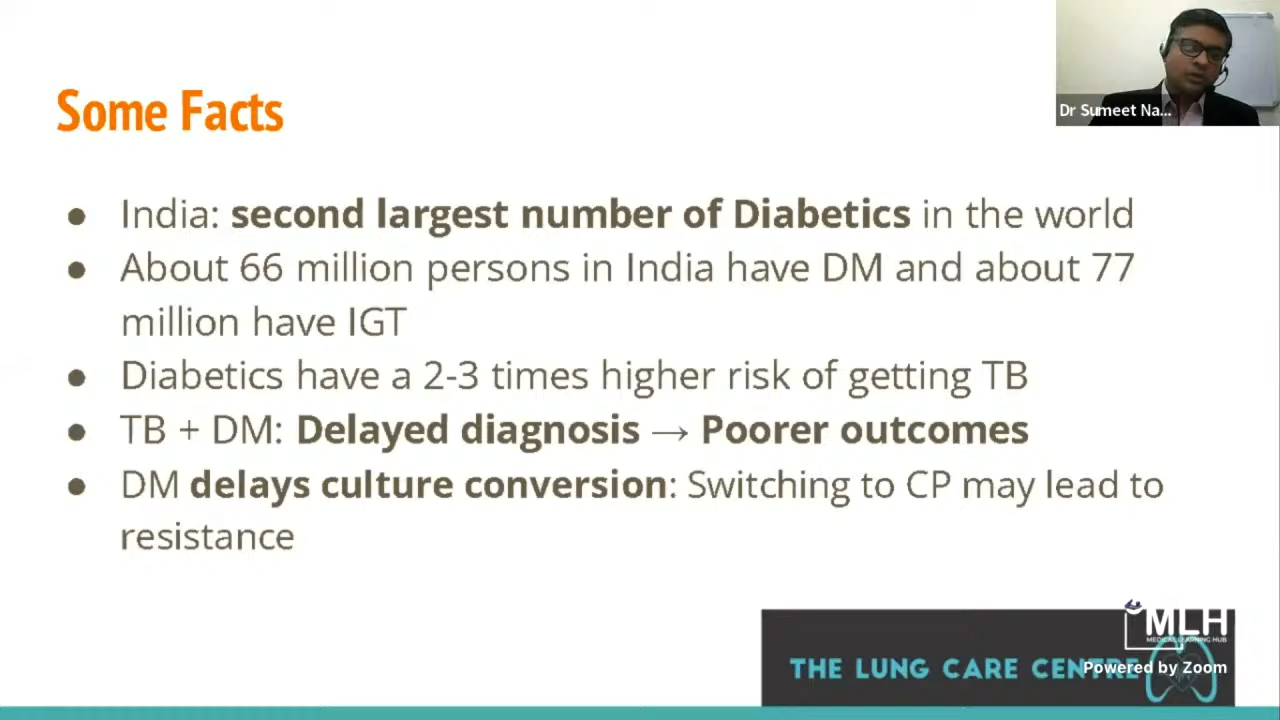 Dr Sumeet Na...
Some Facts
● India: second largest number of Diabetics in the world
● About 66 million persons in India have DM and about 77
million have IGT
● Diabetics have a 2-3 times higher risk of getting TB
● TB + DM: Delayed diagnosis → Poorer outcomes
● DM delays culture conversion: Switching to CP may lead to
resistance
MLH
MEDICAL LEARNING HUB
THE LUNG CARE CENTRE
Powered by Zoom